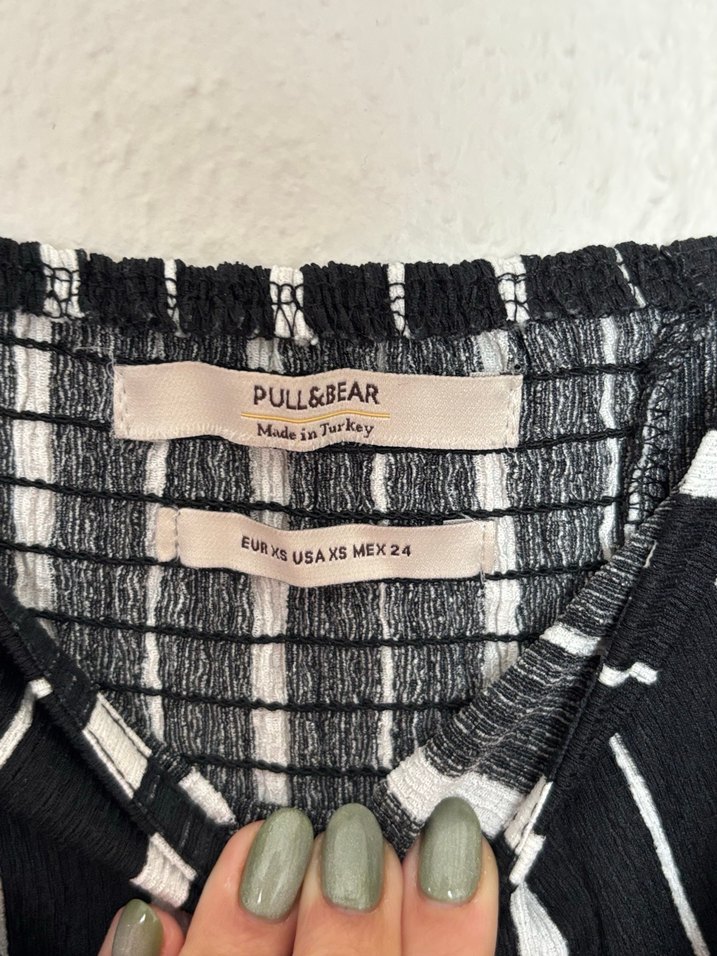 PULL&BEAR
Made in Turkey
EUR XS USA XS MEX 24